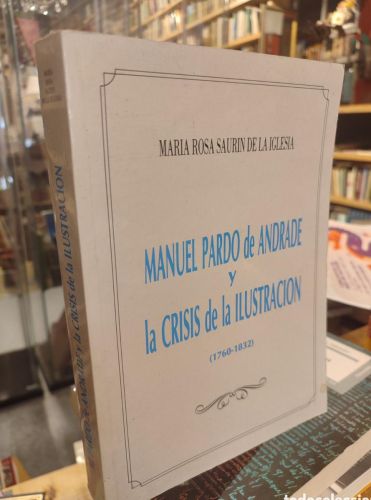 MARIA ROSA SAURIN DE LA IGLESIA
MANUEL PARDO de ANDRADE
y
la CRISIS de la ILUSTRACION
(1760-1832)
MANUEL PARDO de ANDRADE y la CRISIS de la ILUSTRACION
todocoleccion